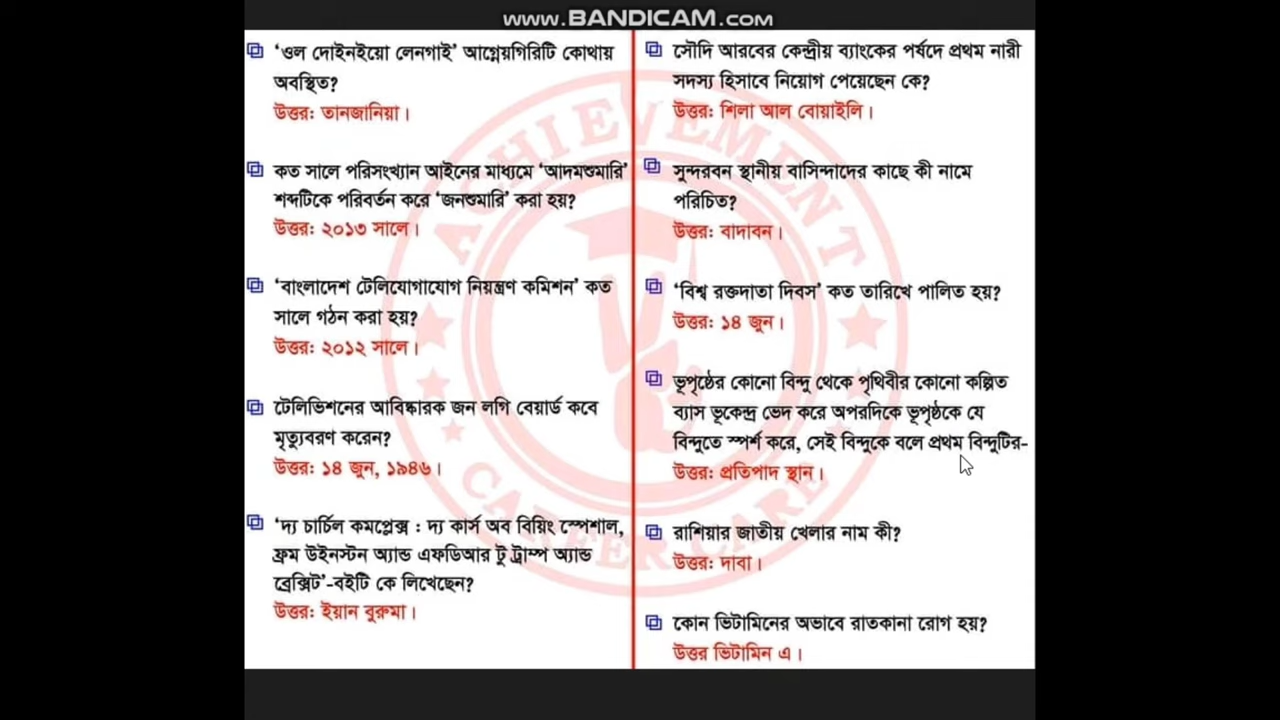 www.BANDICAM.com
‘ওল দোইনইয়ো লেনগাই’ আগ্নেয়গিরিটি কোথায়
অবস্থিত?
উত্তর: তানজানিয়া।
কত সালে পরিসংখ্যান আইনের মাধ্যমে ‘আদমশুমারি’
শব্দটিকে পরিবর্তন করে ‘জনশুমারি’ করা হয়?
উত্তর: ২০১৩ সালে।
‘বাংলাদেশ টেলিযোগাযোগ নিয়ন্ত্রণ কমিশন’ কত
সালে গঠন করা হয়?
উত্তর: ২০১২ সালে।
টেলিভিশনের আবিষ্কারক জন লগি বেয়ার্ড কবে
মৃত্যুবরণ করেন?
উত্তর: ১৪ জুন, ১৯৪৬।
‘দ্য চার্চিল কমপ্লেক্স : দ্য কার্স অব বিয়িং স্পেশাল,
ফ্রম উইনস্টন অ্যান্ড এফডিআর টু ট্রাম্প অ্যান্ড
ব্রেক্সিট’-বইটি কে লিখেছেন?
উত্তর: ইয়ান বুরুমা।
সৌদি আরবের কেন্দ্রীয় ব্যাংকের পর্ষদে প্রথম নারী
সদস্য হিসাবে নিয়োগ পেয়েছেন কে?
উত্তর: শিলা আল বোয়াইলি।
সুন্দরবন স্থানীয় বাসিন্দাদের কাছে কী নামে
পরিচিত?
উত্তর: বাদাবন।
‘বিশ্ব রক্তদাতা দিবস’ কত তারিখে পালিত হয়?
উত্তর: ১৪ জুন।
ভূপৃষ্ঠের কোনো বিন্দু থেকে পৃথিবীর কোনো কল্পিত
ব্যাস ভূকেন্দ্র ভেদ করে অপরদিকে ভূপৃষ্ঠকে যে
বিন্দুতে স্পর্শ করে, সেই বিন্দুকে বলে প্রথম বিন্দুটির-
উত্তর: প্রতিপাদ স্থান।
রাশিয়ার জাতীয় খেলার নাম কী?
উত্তর: দাবা।
কোন ভিটামিনের অভাবে রাতকানা রোগ হয়?
উত্তর ভিটামিন এ।
ACHIEVEMENT
CAREER CARE